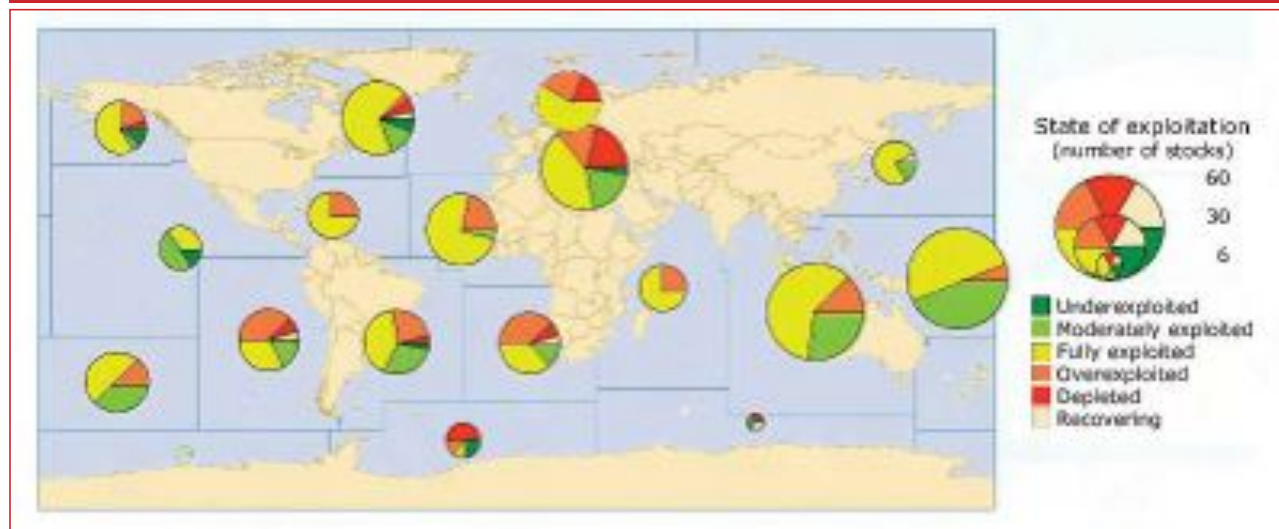 State of exploitation
(number of stocks)
60
30
6
Underexploited
Moderately exploited
Fully exploited
Overexploited
Depleted
Recovering